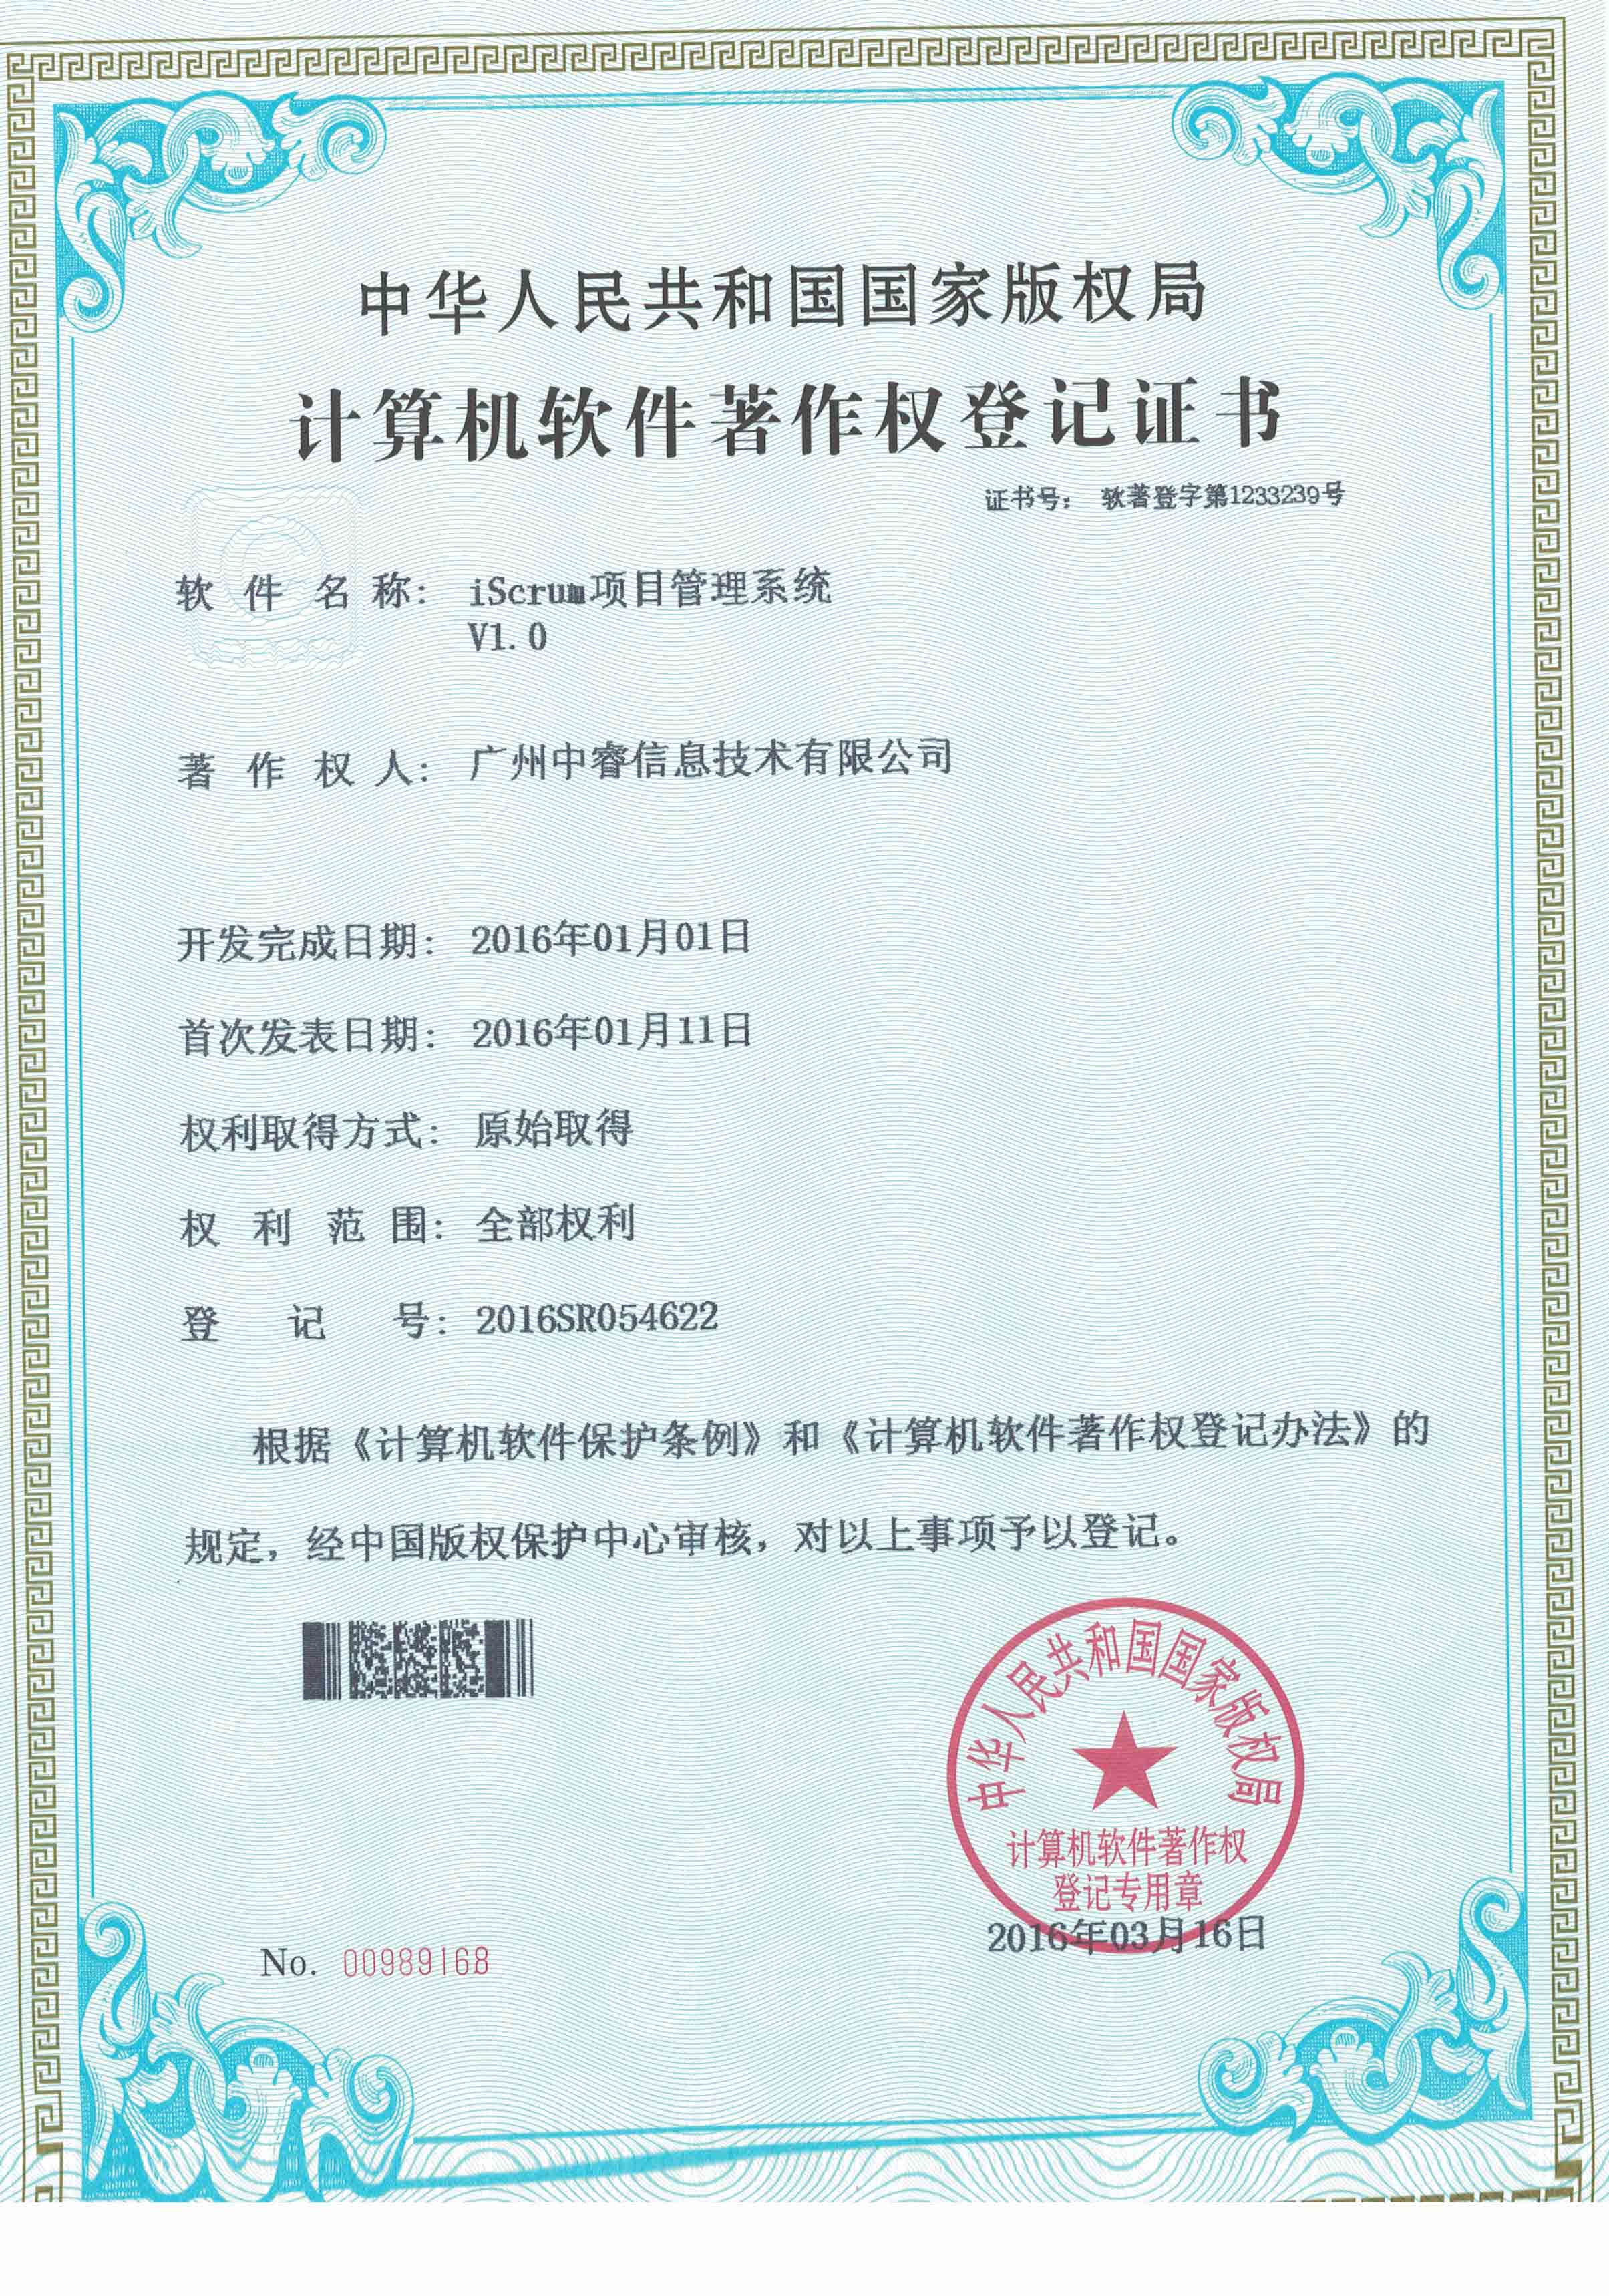 中华人民共和国国家版权局
计算机软件著作权登记证书
证书号： 软著登字第1233239号
软件名称： iScrum项目管理系统
V1.0
著作权人： 广州中睿信息技术有限公司
开发完成日期： 2016年01月01日
首次发表日期： 2016年01月11日
权利取得方式： 原始取得
权利范围： 全部权利
登记号： 2016SR054622
根据《计算机软件保护条例》和《计算机软件著作权登记办法》的
规定，经中国版权保护中心审核，对以上事项予以登记。
中华人民共和国国家版权局
计算机软件著作权
登记专用章
2016年03月16日
No. 00989168